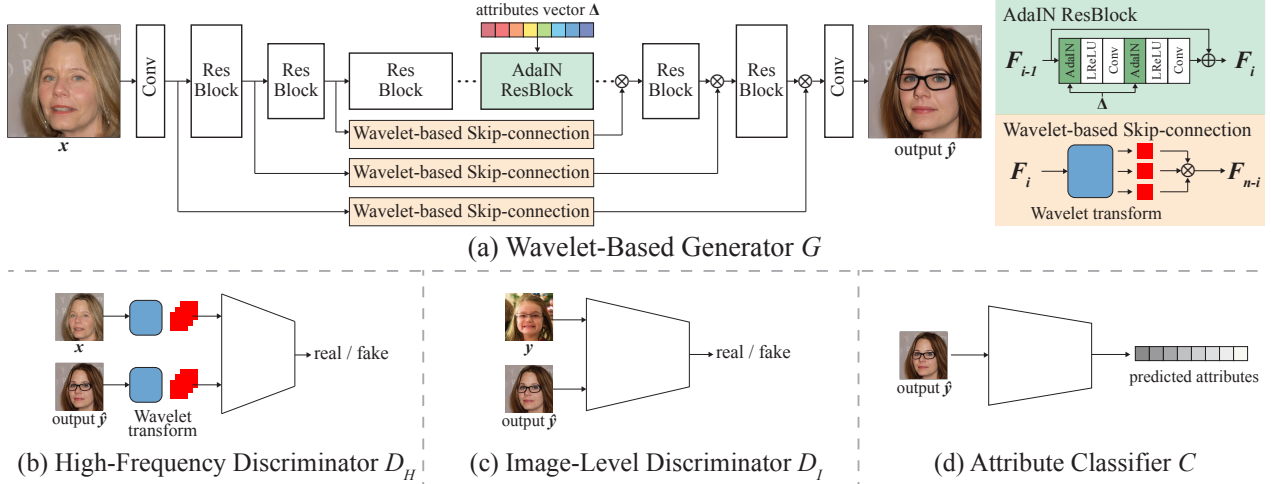 attributes vector Δ
x
Conv
Res
Block
Res
Block
Res
Block
AdaIN
ResBlock
Res
Block
Res
Block
Conv
output ŷ
Wavelet-based Skip-connection
Wavelet-based Skip-connection
Wavelet-based Skip-connection
(a) Wavelet-Based Generator G
AdaIN ResBlock
F_{i-1}
AdaIN
LReLU
Conv
AdaIN
LReLU
Conv
F_i
Δ
Wavelet-based Skip-connection
F_i
F_{n-i}
Wavelet transform
x
output ŷ
Wavelet
transform
real / fake
(b) High-Frequency Discriminator D_H
y
output ŷ
real / fake
(c) Image-Level Discriminator D_I
output ŷ
predicted attributes
(d) Attribute Classifier C